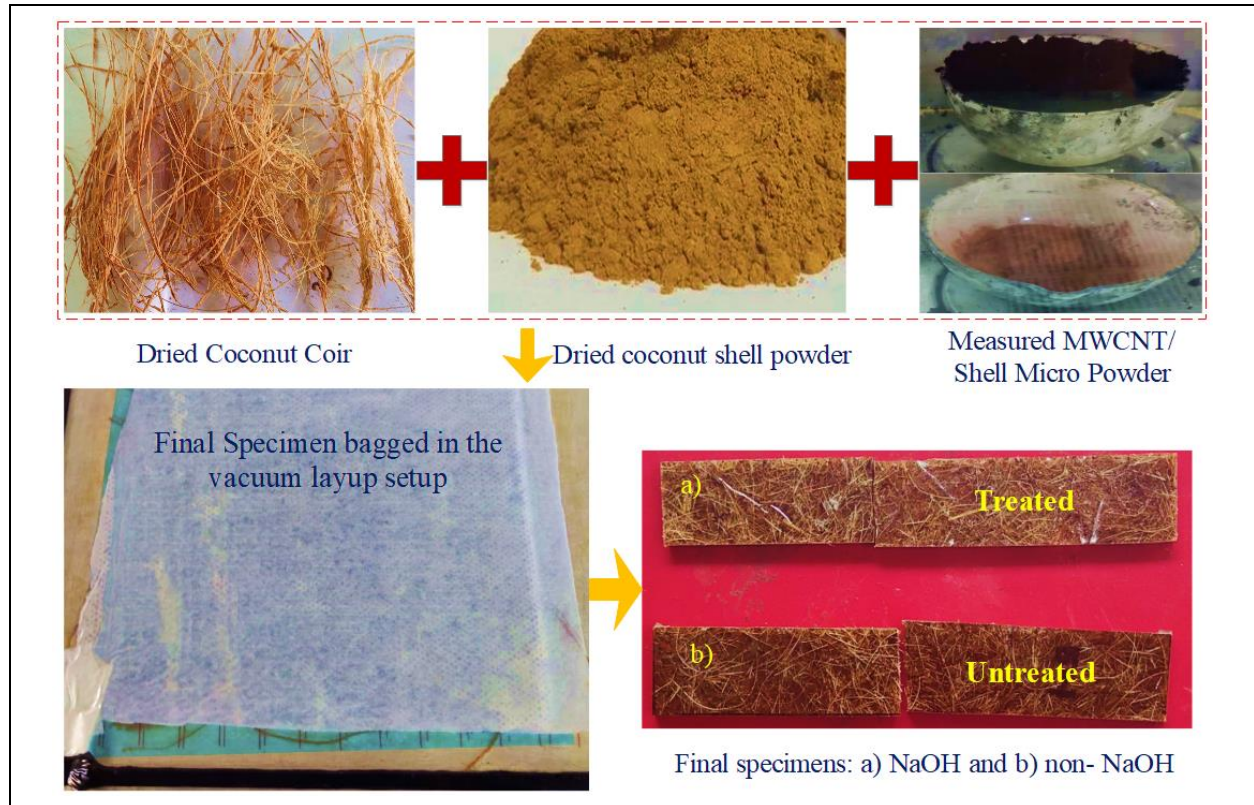 Dried Coconut Coir
Dried coconut shell powder
Measured MWCNT/
Shell Micro Powder
Final Specimen bagged in the
vacuum layup setup
a)
Treated
b)
Untreated
Final specimens: a) NaOH and b) non- NaOH